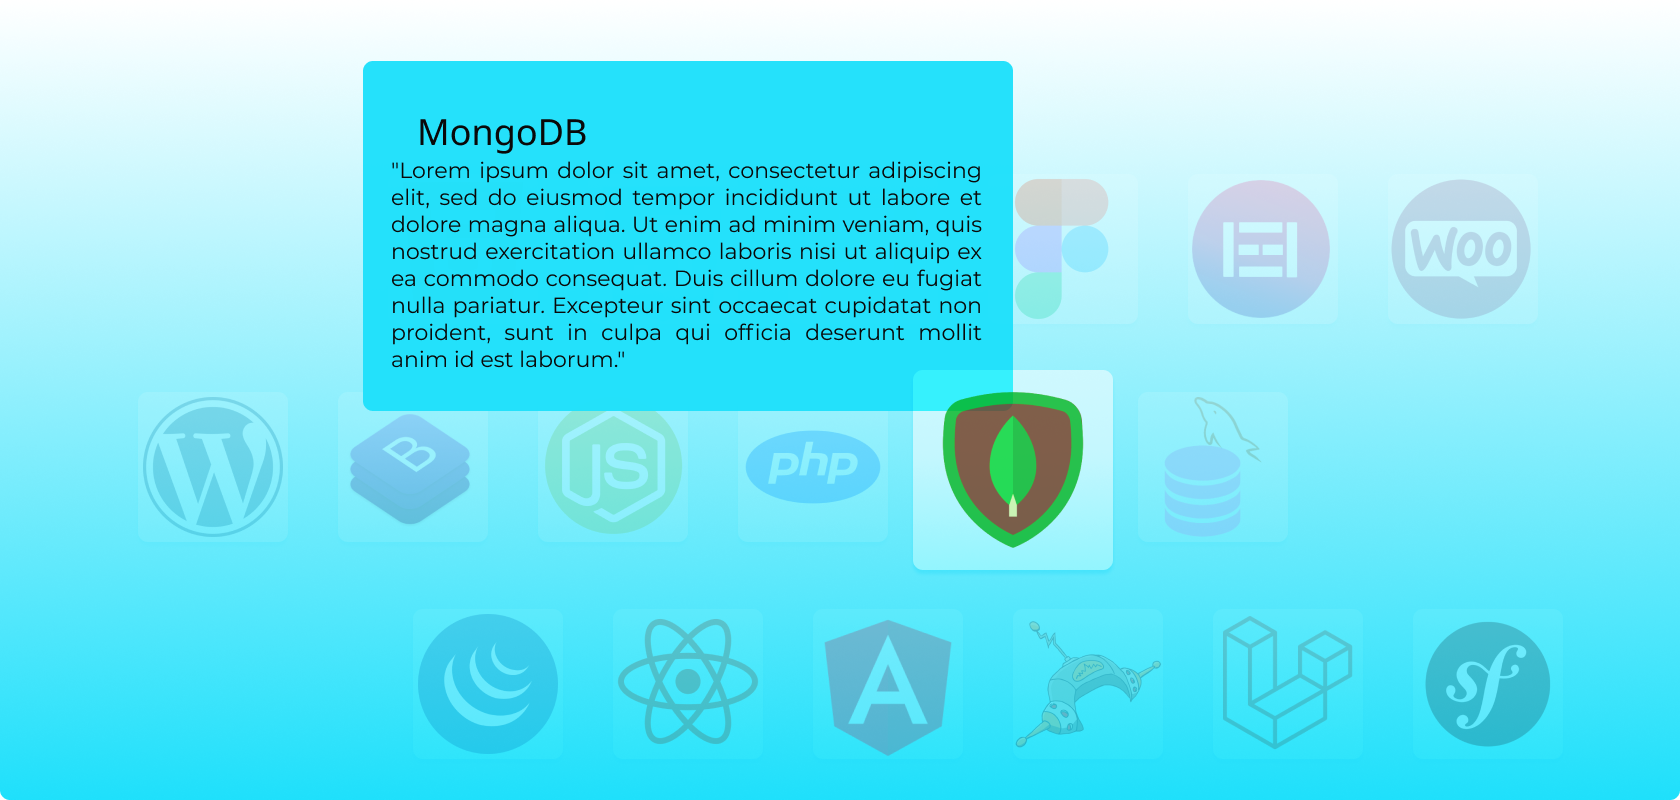 MongoDB
"Lorem ipsum dolor sit amet, consectetur adipiscing
elit, sed do eiusmod tempor incididunt ut labore et
dolore magna aliqua. Ut enim ad minim veniam, quis
nostrud exercitation ullamco laboris nisi ut aliquip ex
ea commodo consequat. Duis cillum dolore eu fugiat
nulla pariatur. Excepteur sint occaecat cupidatat non
proident, sunt in culpa qui officia deserunt mollit
anim id est laborum."
Woo
W
B
JS
php
A
sf